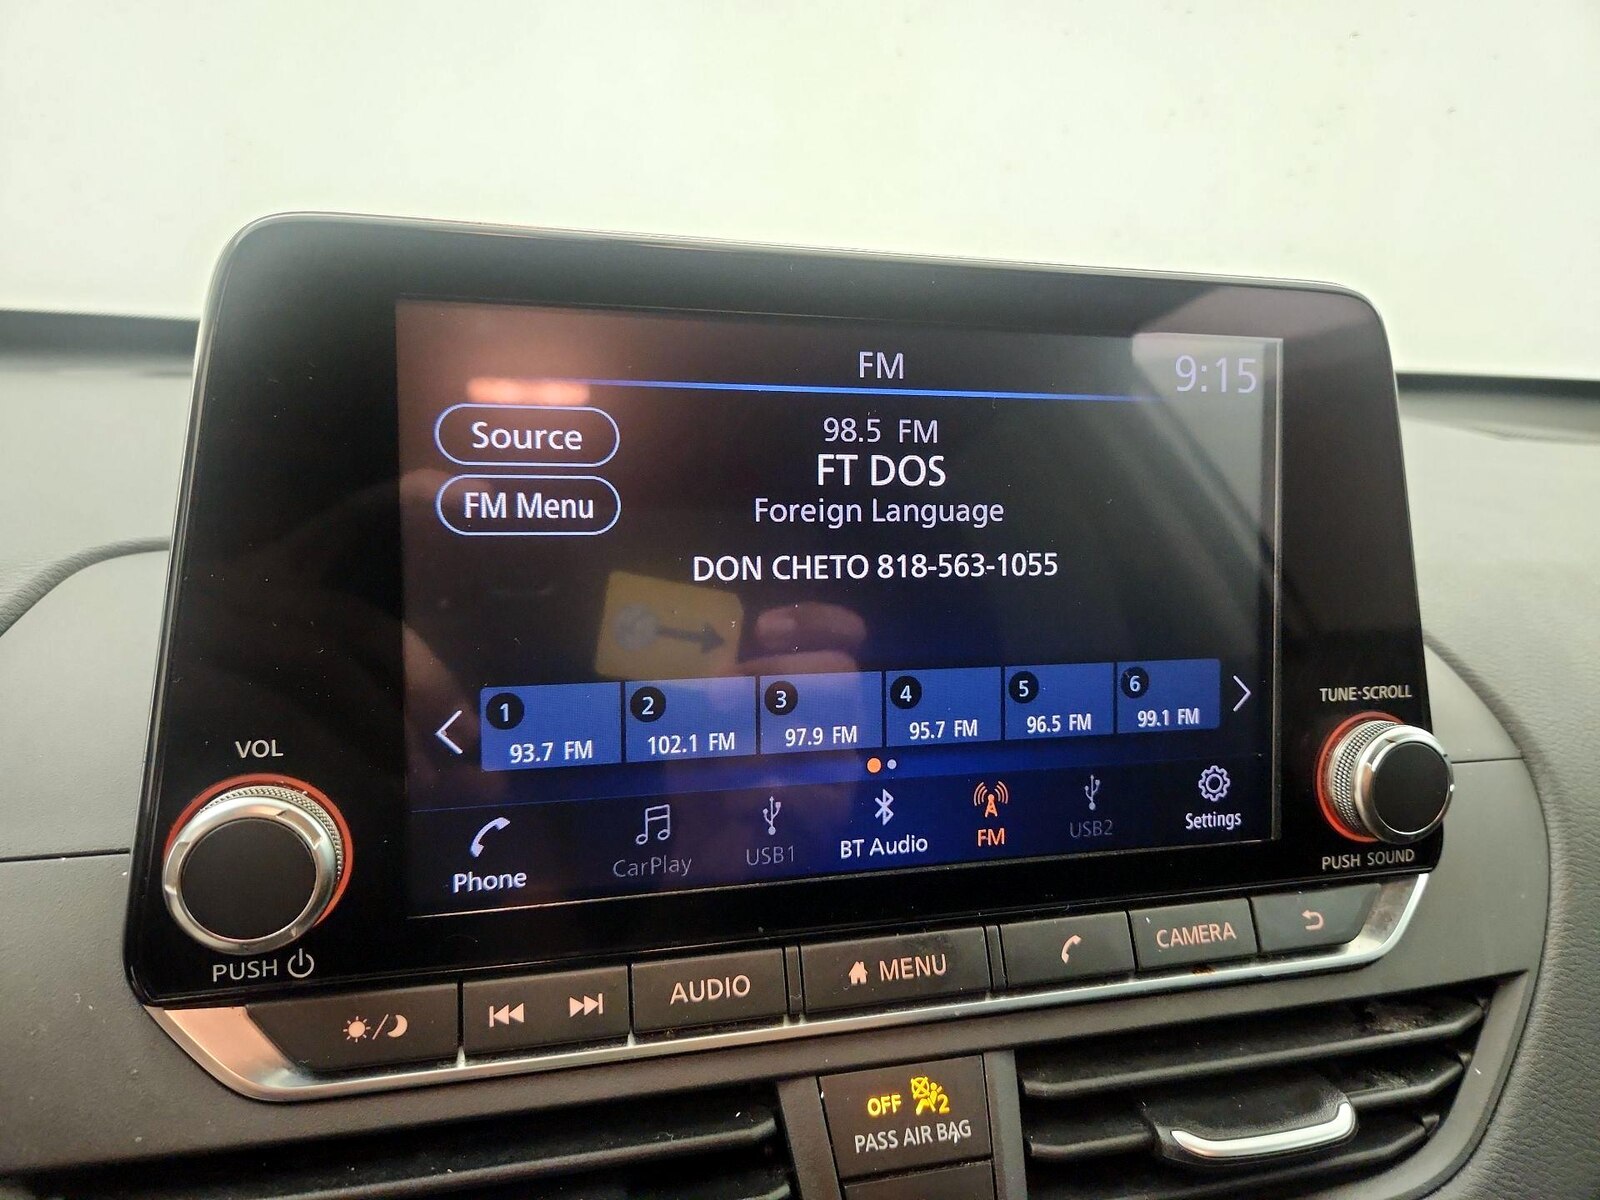 FM
9:15
Source
98.5 FM
FT DOS
FM Menu
Foreign Language
DON CHETO 818-563-1055
1
93.7 FM
2
102.1 FM
3
97.9 FM
4
95.7 FM
5
96.5 FM
6
99.1 FM
Phone
CarPlay
USB1
BT Audio
FM
USB2
Settings
VOL
PUSH
TUNE·SCROLL
PUSH SOUND
AUDIO
MENU
CAMERA
OFF 2
PASS AIR BAG